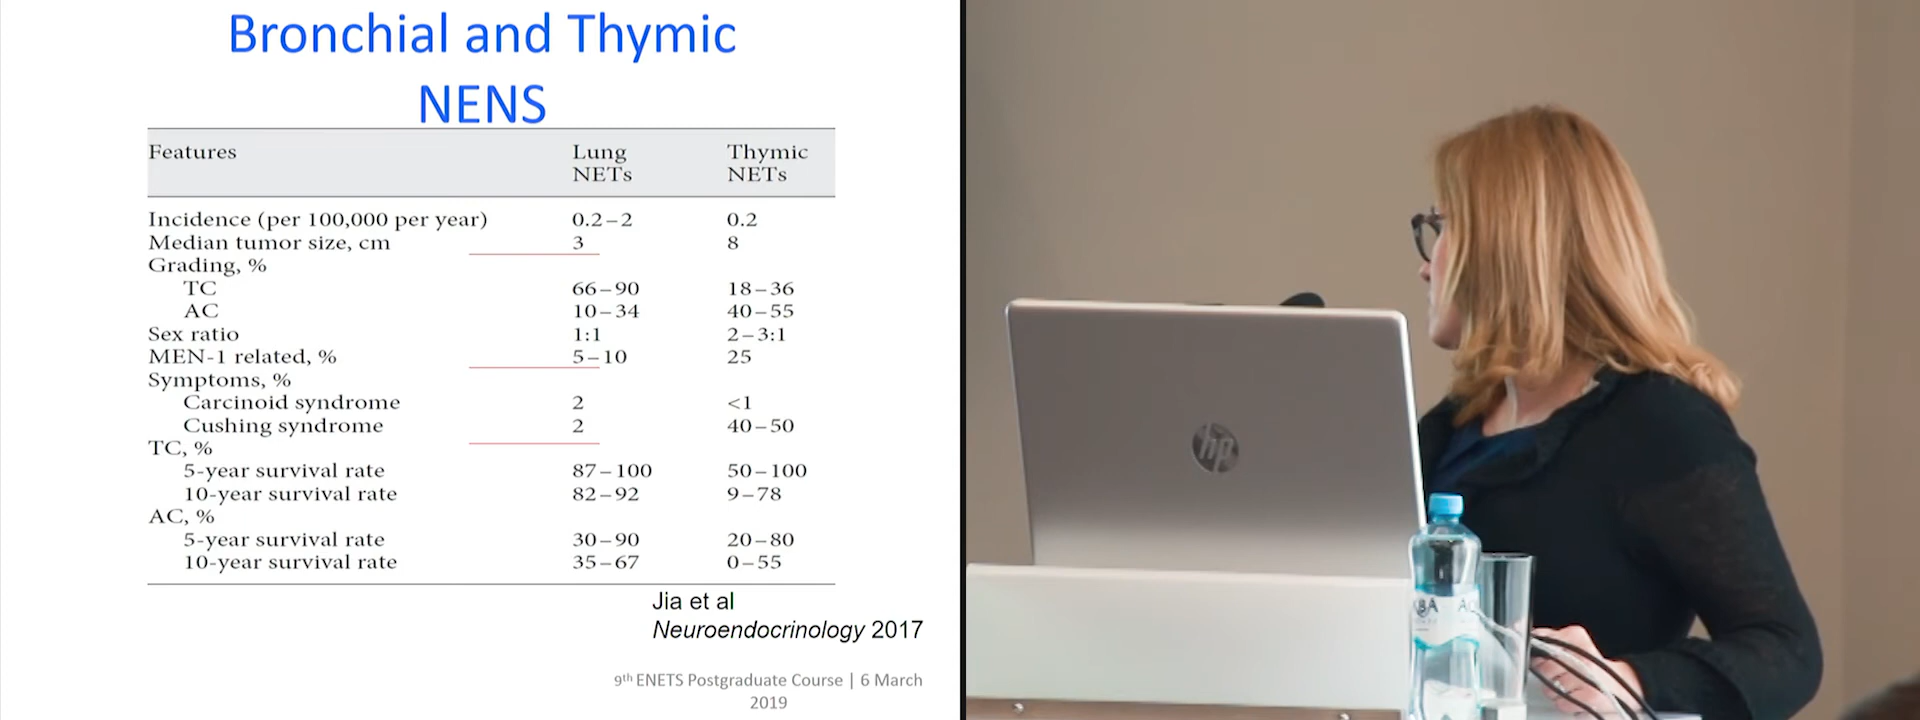 Bronchial and Thymic
NENS
Features Lung NETs Thymic NETs
Incidence (per 100,000 per year) 0.2–2 0.2
Median tumor size, cm 3 8
Grading, %
TC 66–90 18–36
AC 10–34 40–55
Sex ratio 1:1 2–3:1
MEN-1 related, % 5–10 25
Symptoms, %
Carcinoid syndrome 2 <1
Cushing syndrome 2 40–50
TC, %
5-year survival rate 87–100 50–100
10-year survival rate 82–92 9–78
AC, %
5-year survival rate 30–90 20–80
10-year survival rate 35–67 0–55
Jia et al
Neuroendocrinology 2017
9th ENETS Postgraduate Course | 6 March
2019
hp